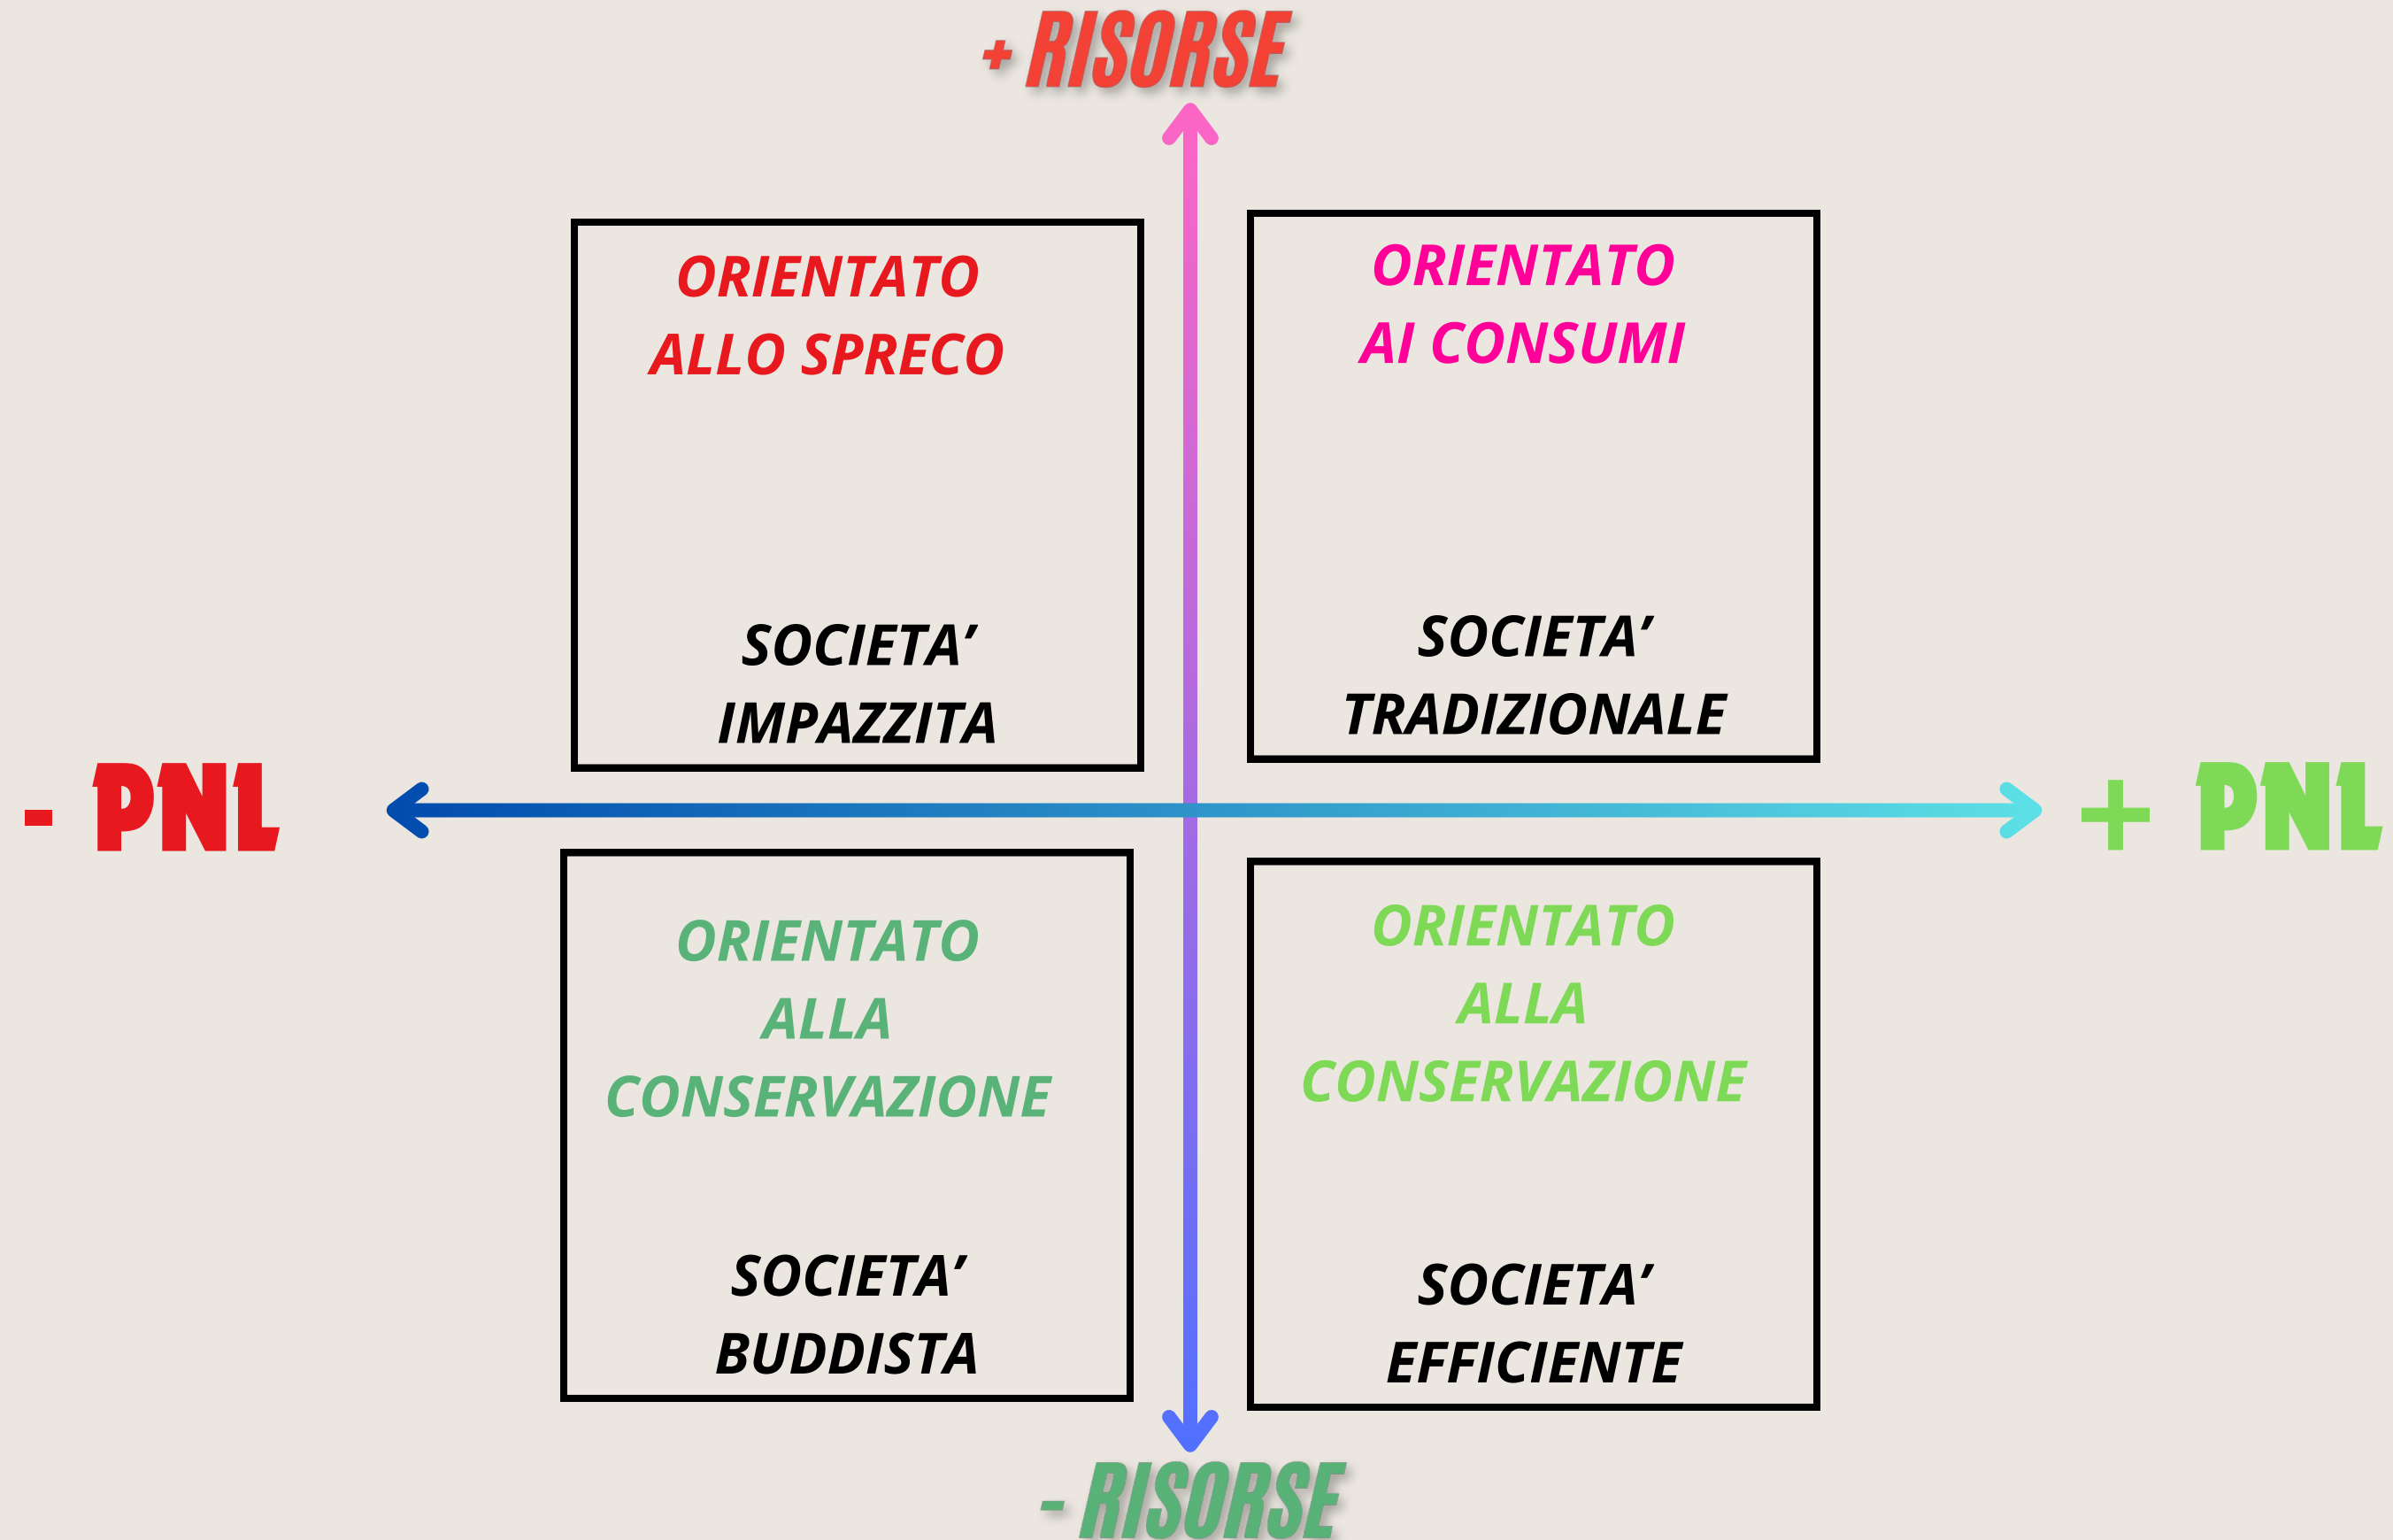 + RISORSE
ORIENTATO
ALLO SPRECO
SOCIETA’
IMPAZZITA
ORIENTATO
AI CONSUMI
SOCIETA’
TRADIZIONALE
- PNL
+ PNL
ORIENTATO
ALLA
CONSERVAZIONE
SOCIETA’
BUDDISTA
ORIENTATO
ALLA
CONSERVAZIONE
SOCIETA’
EFFICIENTE
- RISORSE